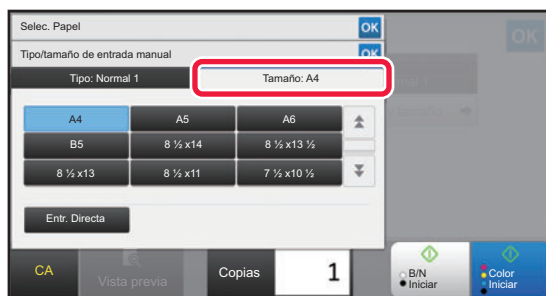 Selec. Papel OK
OK
Tipo/tamaño de entrada manual OK
Tipo: Normal 1 Tamaño: A4
A4 A5 A6
B5 8 ½ x14 8 ½ x13 ½
8 ½ x13 8 ½ x11 7 ½ x10 ½
Entr. Directa
CA Vista previa Copias 1 B/N Iniciar Color Iniciar